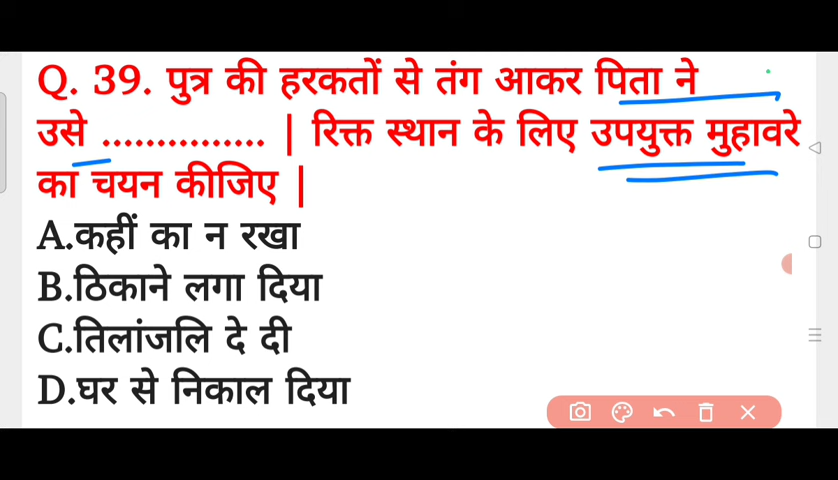 Q. 39. पुत्र की हरकतों से तंग आकर पिता ने
उसे ............... | रिक्त स्थान के लिए उपयुक्त मुहावरे
का चयन कीजिए |
A.कहीं का न रखा
B.ठिकाने लगा दिया
C.तिलांजलि दे दी
D.घर से निकाल दिया